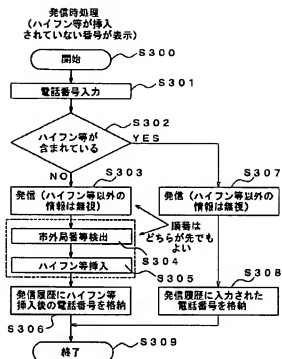 発信時処理
（ハイフン等が挿入
されていない番号が表示）
開始
S300
電話番号入力
S301
ハイフン等が
含まれている
S302
YES
NO
S303
発信（ハイフン等以外の
情報は無視）
S307
発信（ハイフン等以外の
情報は無視）
順番は
どちらが先でも
よい
市外局番等検出
S304
ハイフン等挿入
S305
発信履歴にハイフン等
挿入後の電話番号を格納
S306
S308
発信履歴に入力された
電話番号を格納
終了
S309